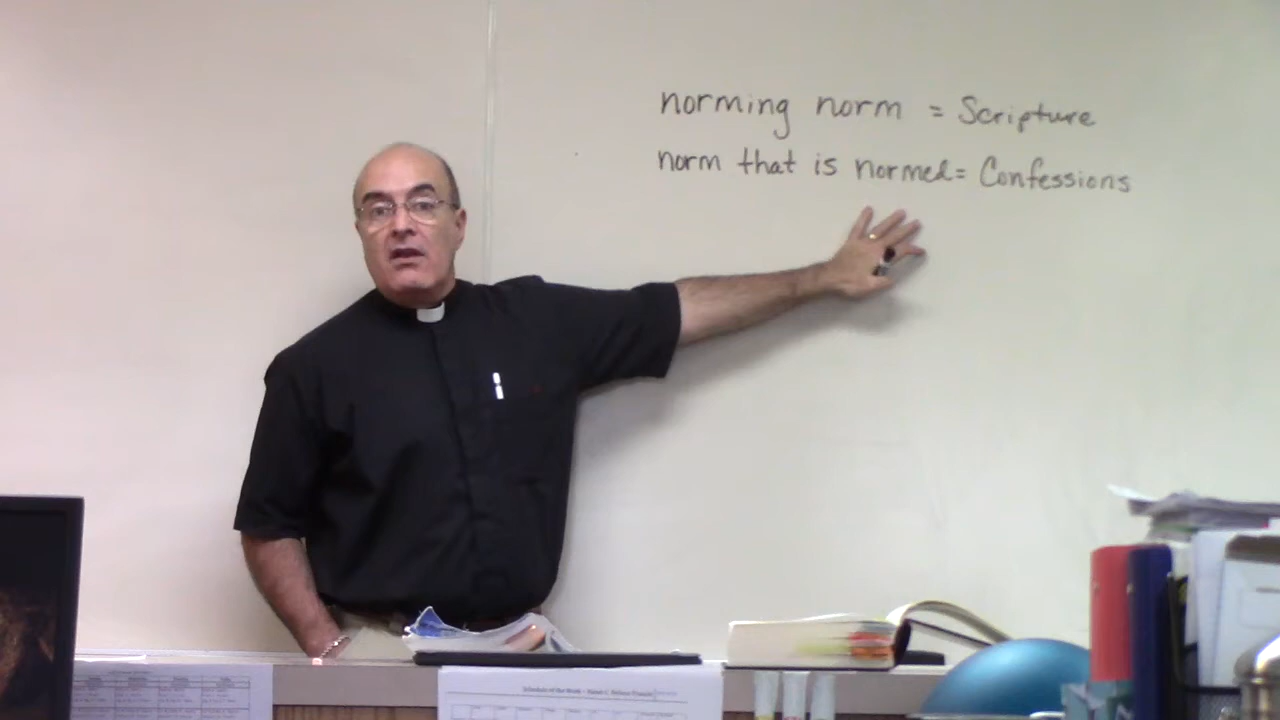 norming norm = Scripture
norm that is normed = Confessions